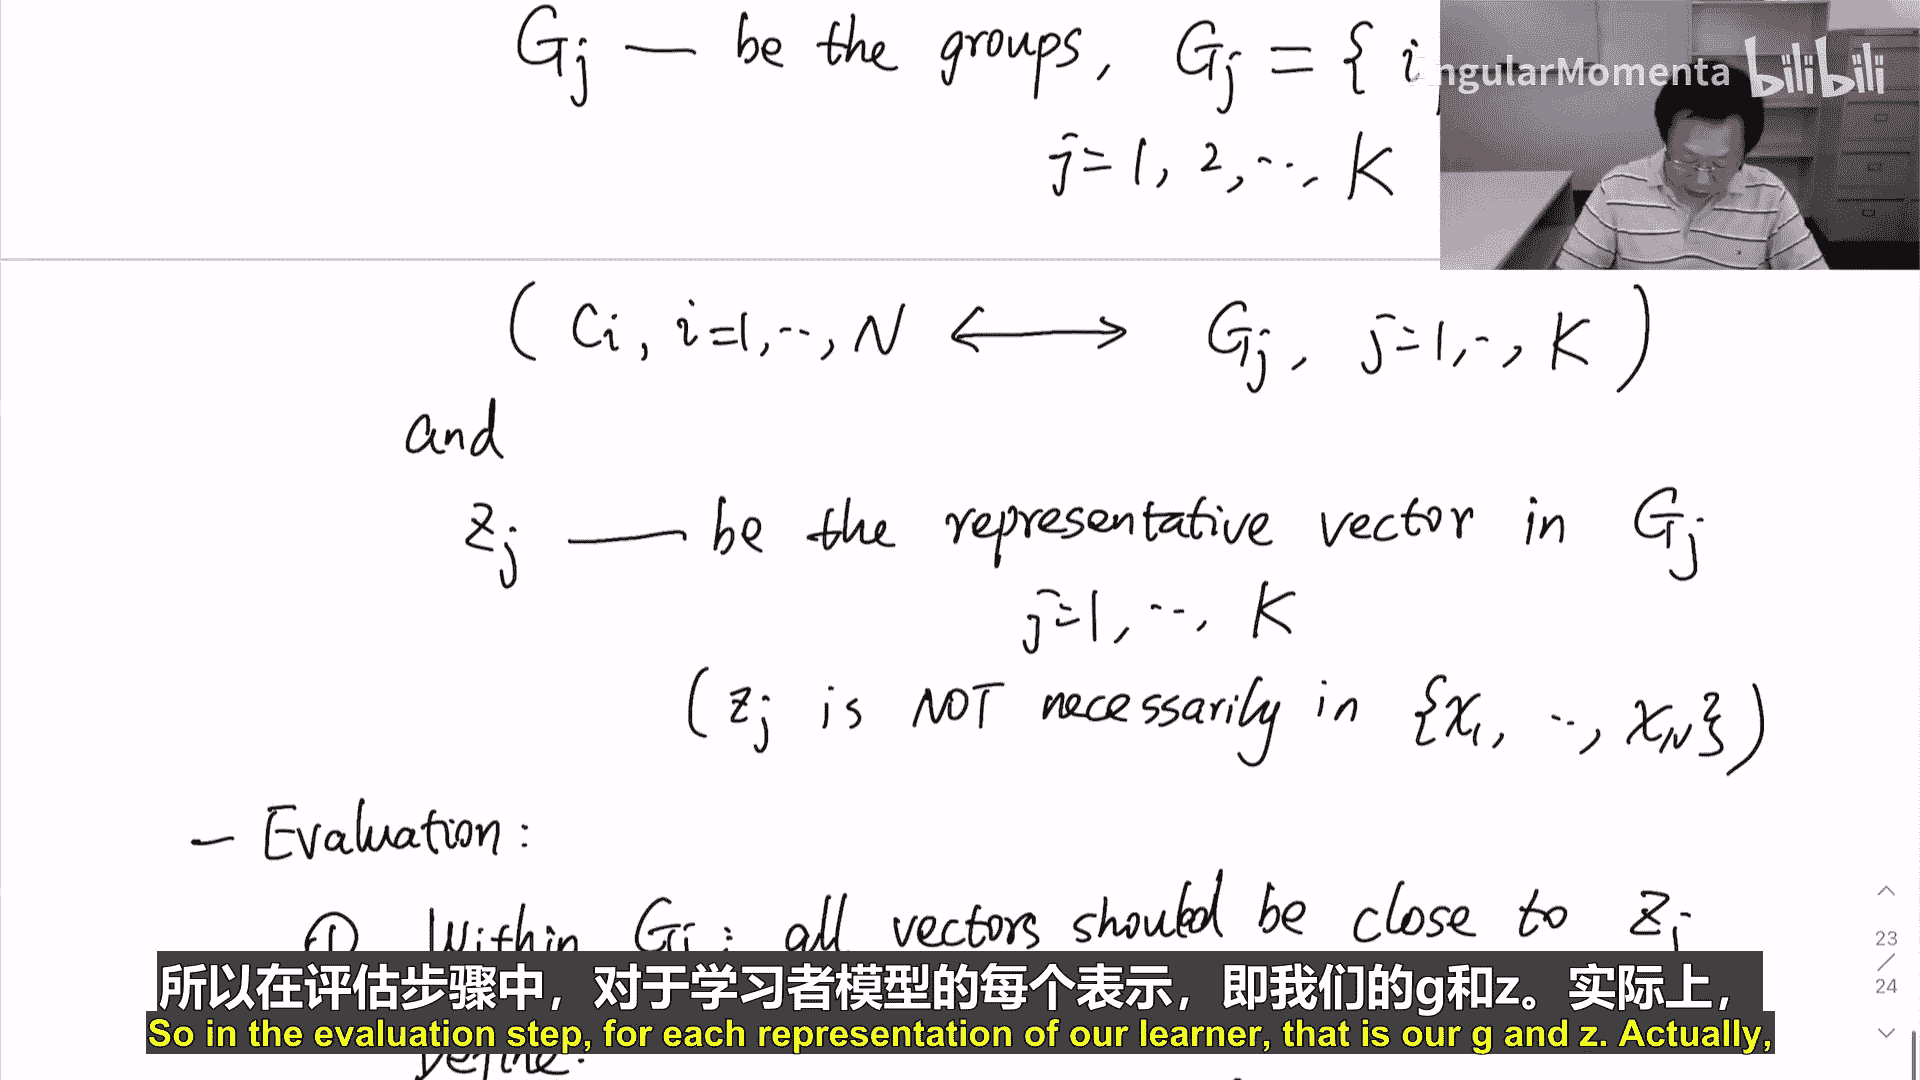 G_j — be the groups, G_j = { i
AngularMomenta bilibili
j = 1, 2, ..., K
( C_i, i=1, ..., N ⟷ G_j, j=1, .., K )
and
z_j — be the representative vector in G_j
j=1, ..., K
(z_j is NOT necessarily in {x_1, ..., x_N})
— Evaluation:
① Within G_j: all vectors should be close to z_j
所以在评估步骤中，对于学习者模型的每个表示，即我们的g和z。实际上，
So in the evaluation step, for each representation of our learner, that is our g and z. Actually,
define:
23
/
24